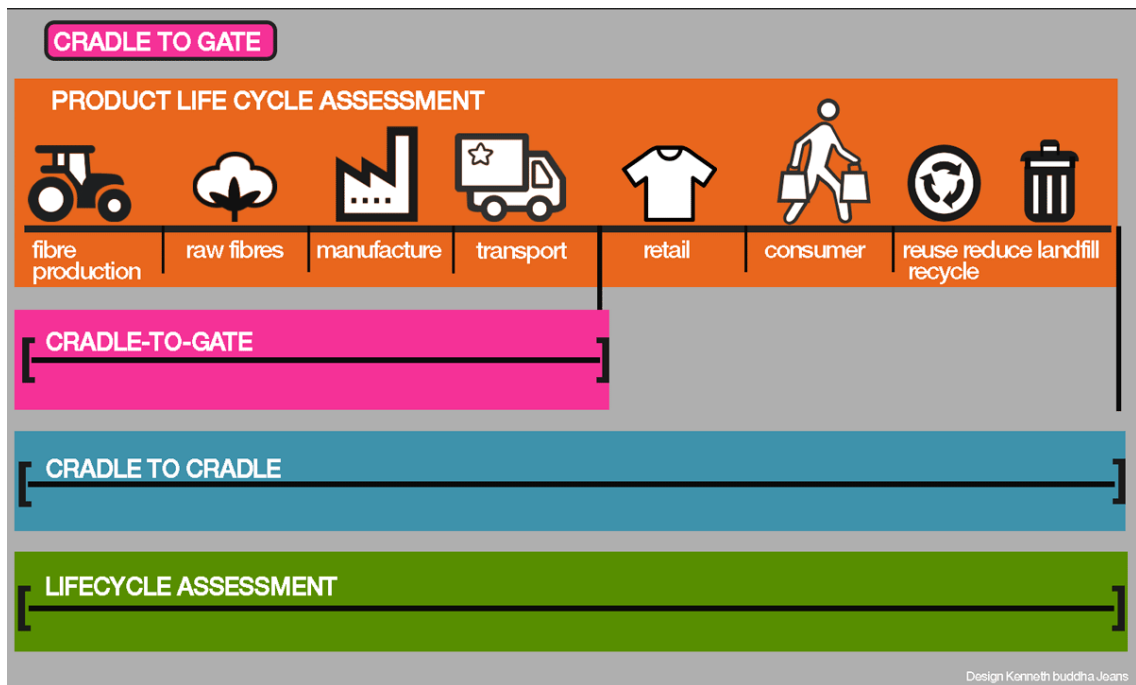 CRADLE TO GATE
PRODUCT LIFE CYCLE ASSESSMENT
fibre production
raw fibres
manufacture
transport
retail
consumer
reuse reduce landfill
recycle
CRADLE-TO-GATE
CRADLE TO CRADLE
LIFECYCLE ASSESSMENT
Design Kenneth buddha Jeans